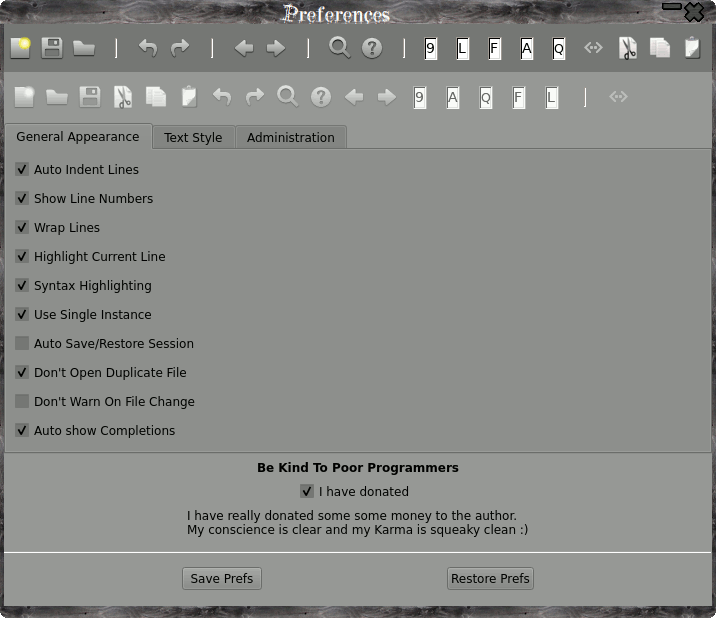 Preferences
9 L F A Q
9 A Q F L
General Appearance Text Style Administration
Auto Indent Lines
Show Line Numbers
Wrap Lines
Highlight Current Line
Syntax Highlighting
Use Single Instance
Auto Save/Restore Session
Don't Open Duplicate File
Don't Warn On File Change
Auto show Completions
Be Kind To Poor Programmers
I have donated
I have really donated some some money to the author.
My conscience is clear and my Karma is squeaky clean :)
Save Prefs Restore Prefs